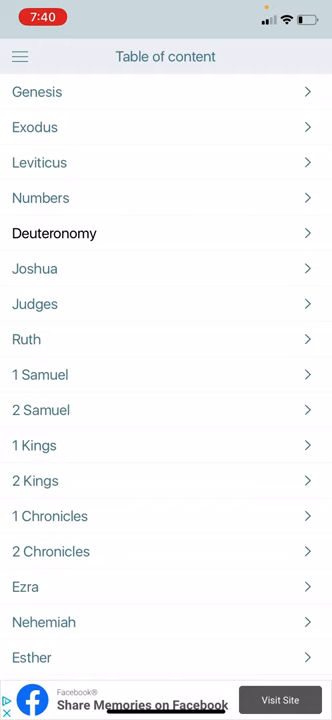 7:40
Table of content
Genesis
Exodus
Leviticus
Numbers
Deuteronomy
Joshua
Judges
Ruth
1 Samuel
2 Samuel
1 Kings
2 Kings
1 Chronicles
2 Chronicles
Ezra
Nehemiah
Esther
Facebook®
Share Memories on Facebook
Visit Site